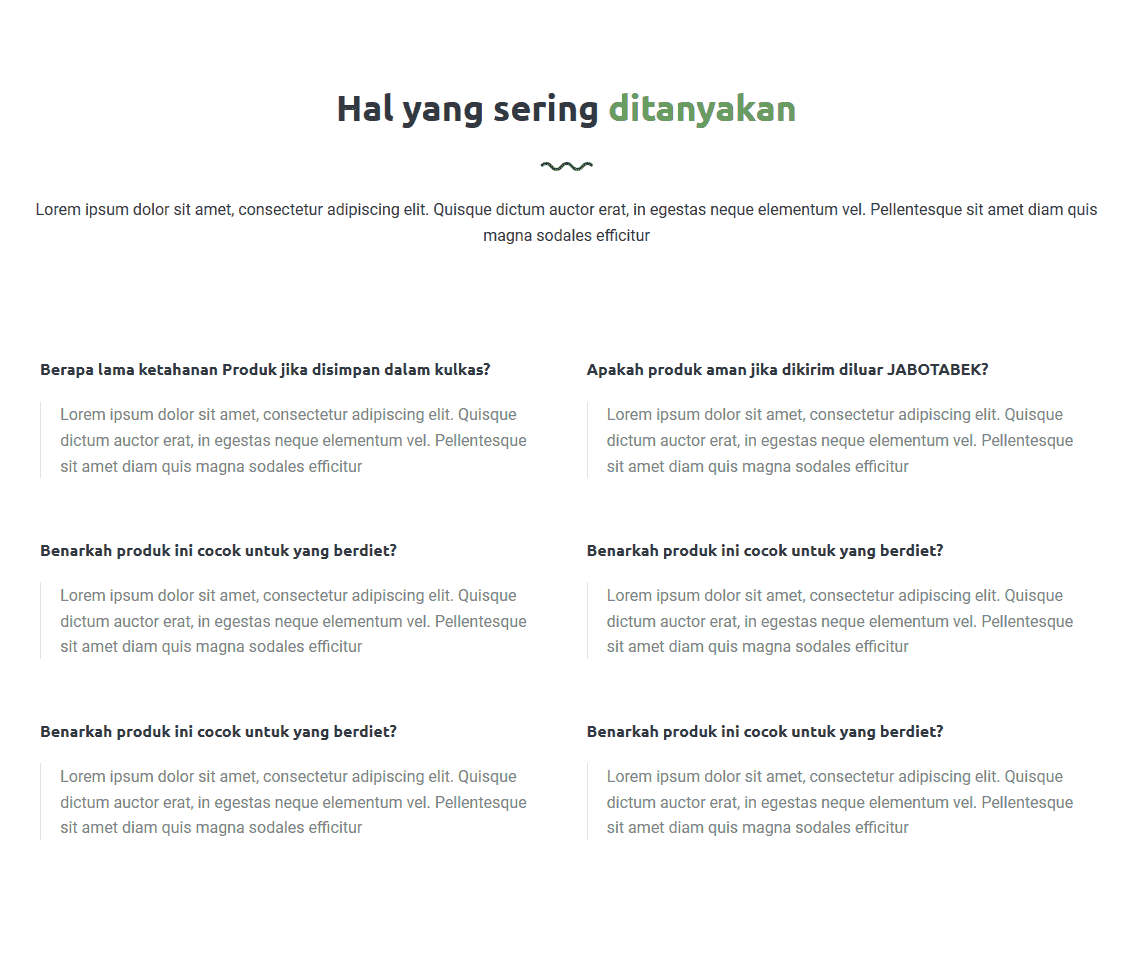 Hal yang sering ditanyakan
Lorem ipsum dolor sit amet, consectetur adipiscing elit. Quisque dictum auctor erat, in egestas neque elementum vel. Pellentesque sit amet diam quis
magna sodales efficitur
Berapa lama ketahanan Produk jika disimpan dalam kulkas?
Lorem ipsum dolor sit amet, consectetur adipiscing elit. Quisque
dictum auctor erat, in egestas neque elementum vel. Pellentesque
sit amet diam quis magna sodales efficitur
Apakah produk aman jika dikirim diluar JABOTABEK?
Lorem ipsum dolor sit amet, consectetur adipiscing elit. Quisque
dictum auctor erat, in egestas neque elementum vel. Pellentesque
sit amet diam quis magna sodales efficitur
Benarkah produk ini cocok untuk yang berdiet?
Lorem ipsum dolor sit amet, consectetur adipiscing elit. Quisque
dictum auctor erat, in egestas neque elementum vel. Pellentesque
sit amet diam quis magna sodales efficitur
Benarkah produk ini cocok untuk yang berdiet?
Lorem ipsum dolor sit amet, consectetur adipiscing elit. Quisque
dictum auctor erat, in egestas neque elementum vel. Pellentesque
sit amet diam quis magna sodales efficitur
Benarkah produk ini cocok untuk yang berdiet?
Lorem ipsum dolor sit amet, consectetur adipiscing elit. Quisque
dictum auctor erat, in egestas neque elementum vel. Pellentesque
sit amet diam quis magna sodales efficitur
Benarkah produk ini cocok untuk yang berdiet?
Lorem ipsum dolor sit amet, consectetur adipiscing elit. Quisque
dictum auctor erat, in egestas neque elementum vel. Pellentesque
sit amet diam quis magna sodales efficitur